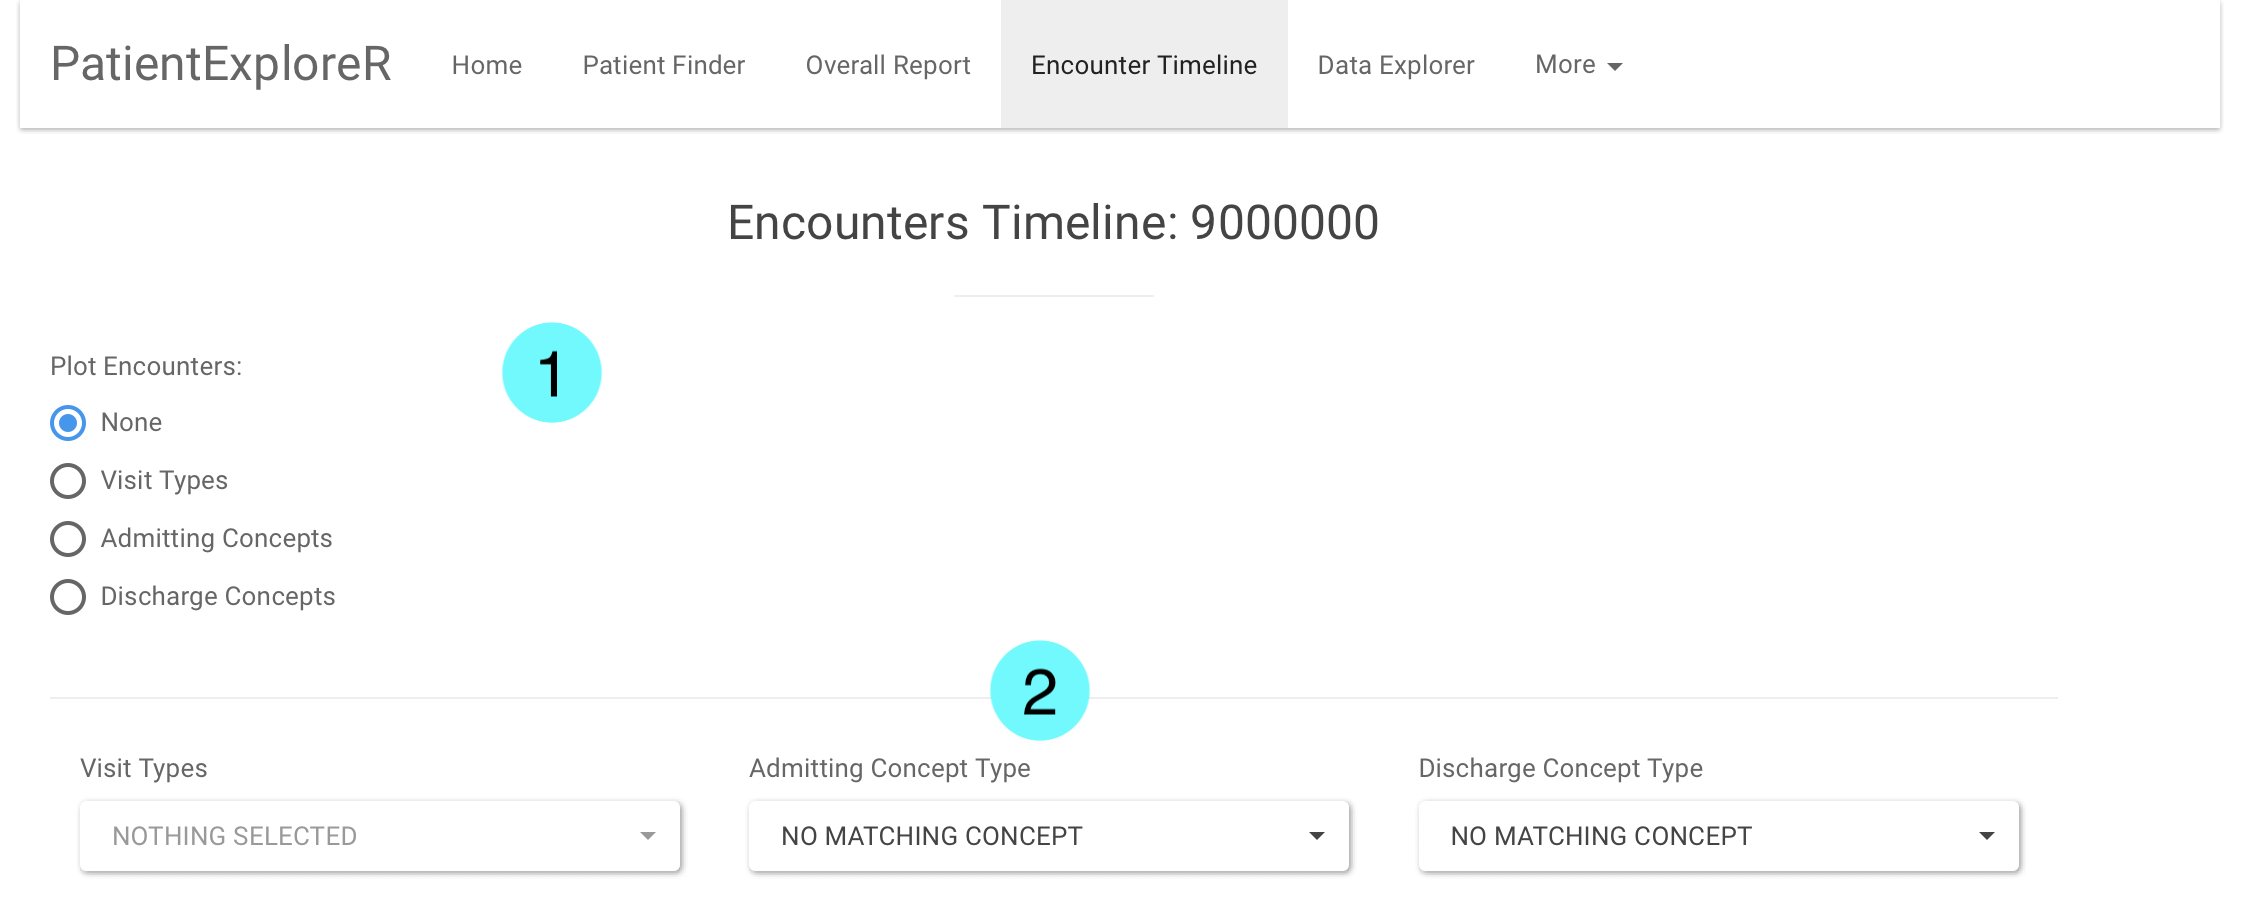 PatientExploreR Home Patient Finder Overall Report Encounter Timeline Data Explorer More
Encounters Timeline: 9000000
1
Plot Encounters:
None
Visit Types
Admitting Concepts
Discharge Concepts
2
Visit Types Admitting Concept Type Discharge Concept Type
NOTHING SELECTED NO MATCHING CONCEPT NO MATCHING CONCEPT